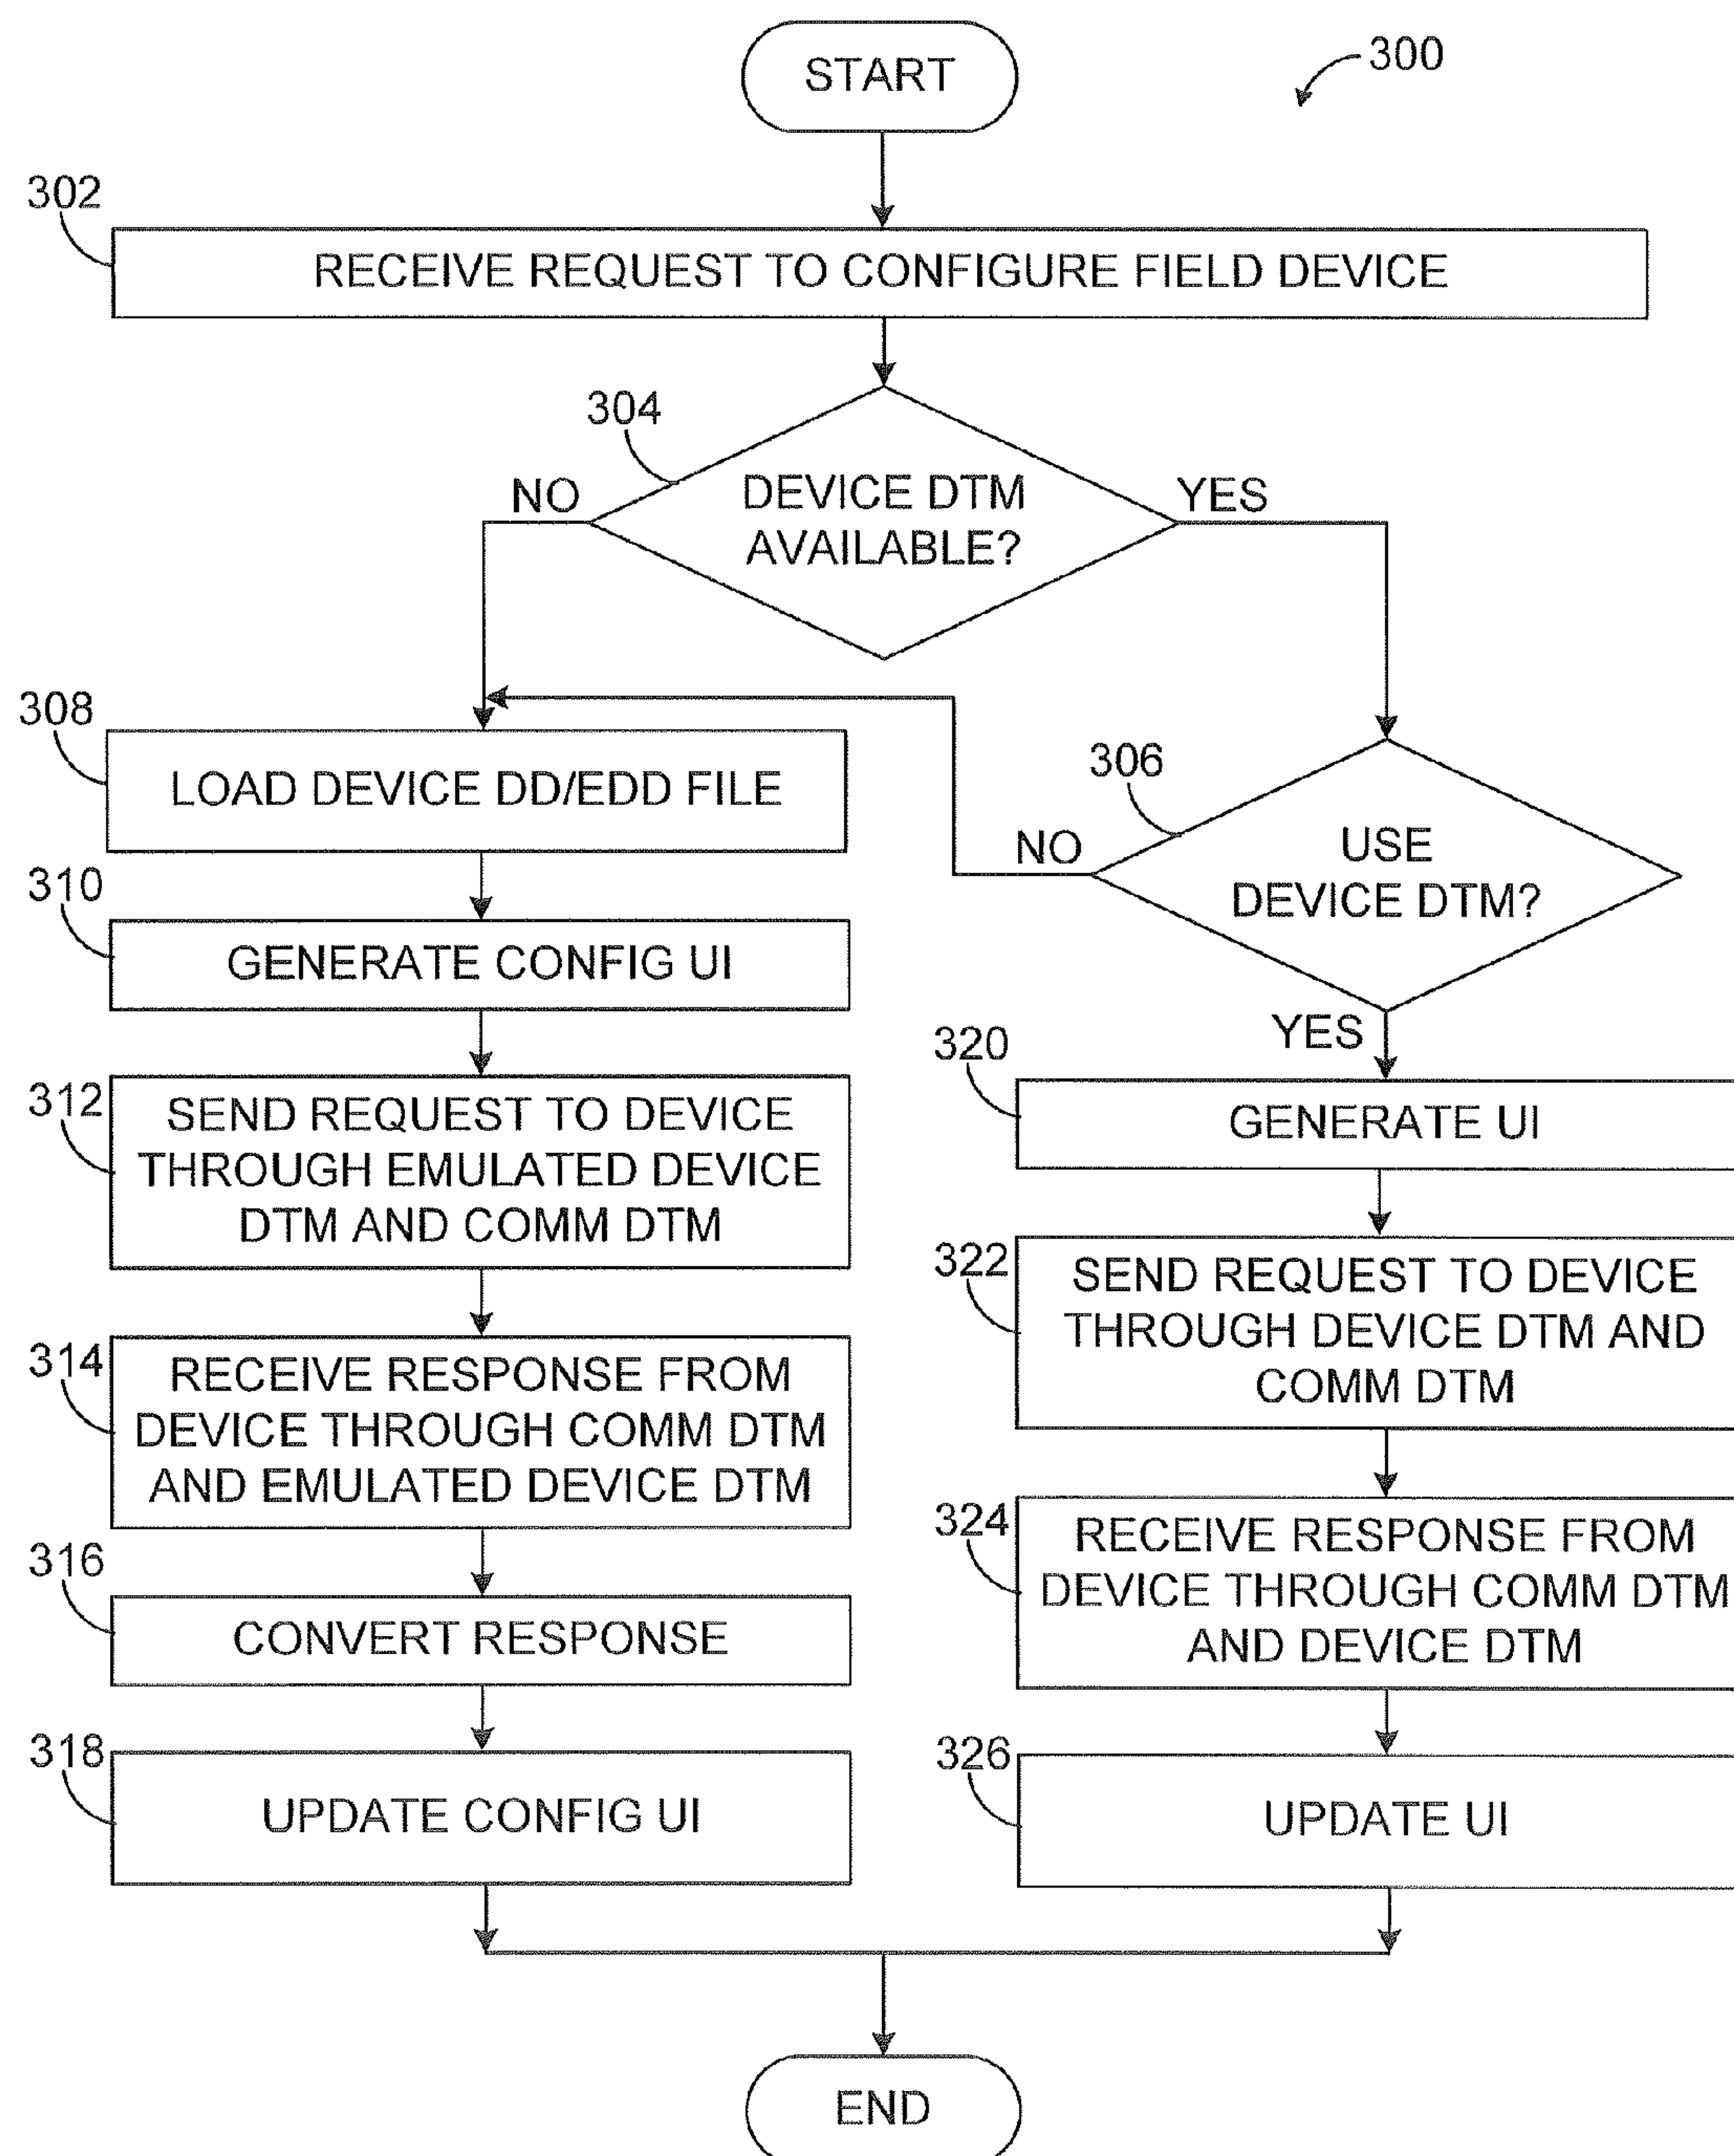 START
300
302
RECEIVE REQUEST TO CONFIGURE FIELD DEVICE
304
DEVICE DTM
AVAILABLE?
NO
YES
308
LOAD DEVICE DD/EDD FILE
306
USE
DEVICE DTM?
NO
YES
310
GENERATE CONFIG UI
312
SEND REQUEST TO DEVICE
THROUGH EMULATED DEVICE
DTM AND COMM DTM
314
RECEIVE RESPONSE FROM
DEVICE THROUGH COMM DTM
AND EMULATED DEVICE DTM
316
CONVERT RESPONSE
318
UPDATE CONFIG UI
320
GENERATE UI
322
SEND REQUEST TO DEVICE
THROUGH DEVICE DTM AND
COMM DTM
324
RECEIVE RESPONSE FROM
DEVICE THROUGH COMM DTM
AND DEVICE DTM
326
UPDATE UI
END